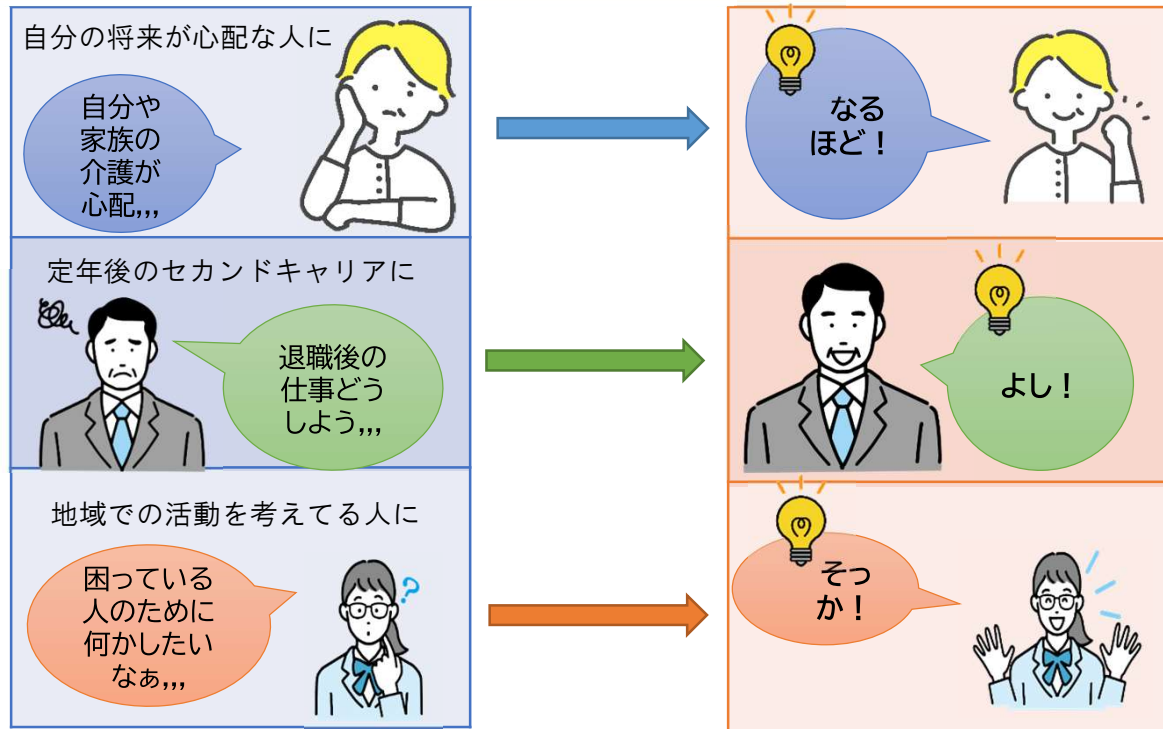 自分の将来が心配な人に
自分や
家族の
介護が
心配,,,
なる
ほど！
定年後のセカンドキャリアに
退職後の
仕事どう
しよう,,,
よし！
地域での活動を考えてる人に
困っている
人のために
何かしたい
なぁ,,,
そっ
か！